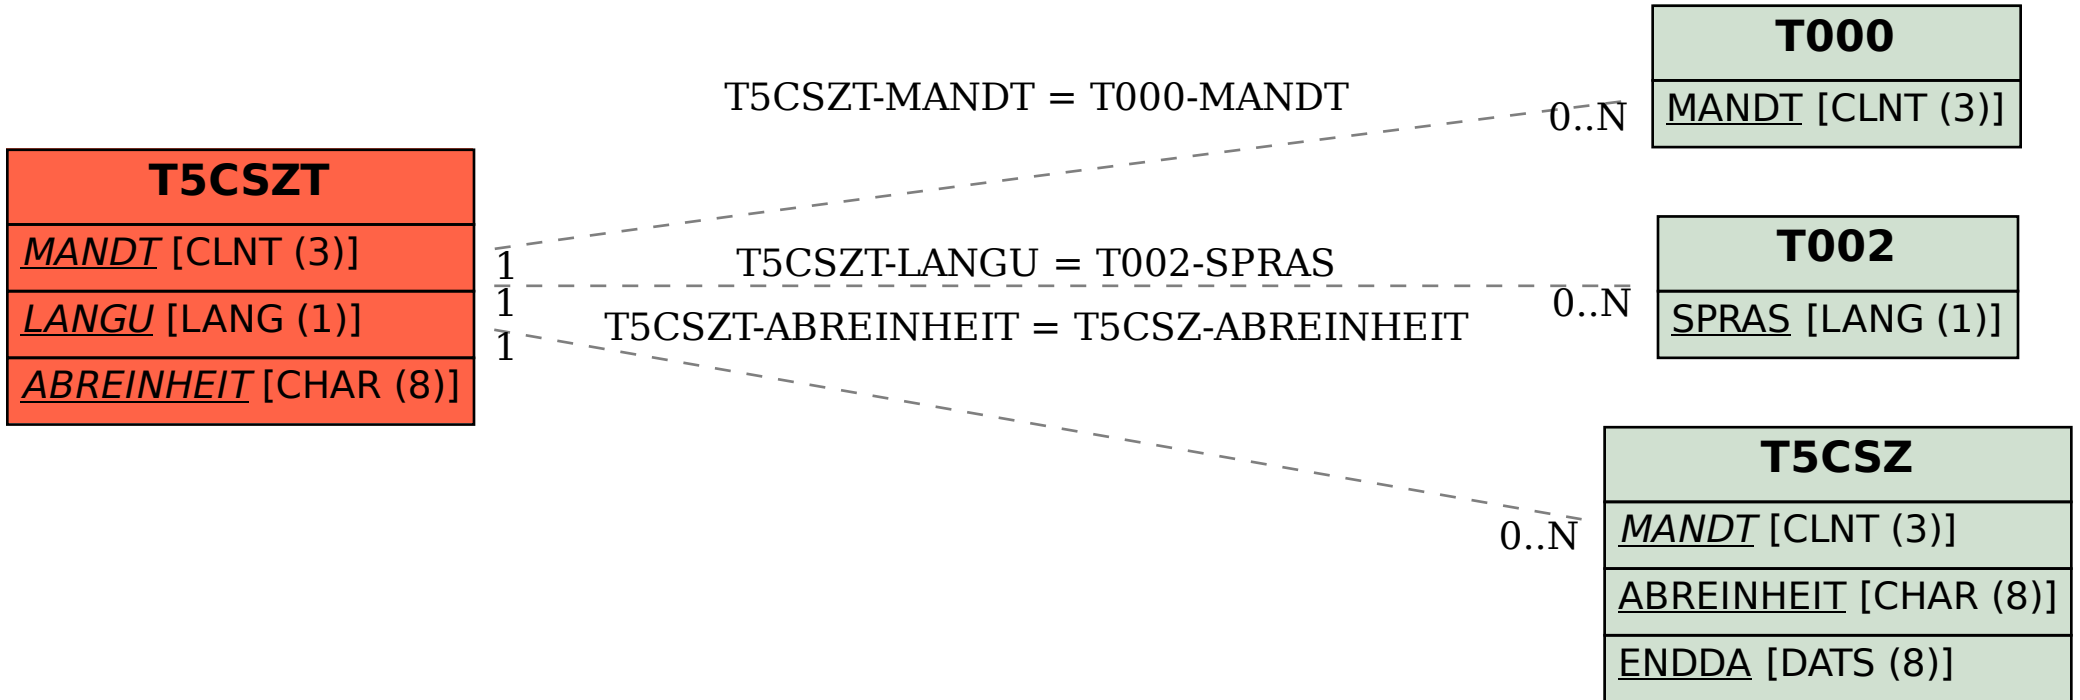 T5CSZT
MANDT [CLNT (3)]
LANGU [LANG (1)]
ABREINHEIT [CHAR (8)]
T5CSZT-MANDT = T000-MANDT
1
0..N
T5CSZT-LANGU = T002-SPRAS
1
0..N
T5CSZT-ABREINHEIT = T5CSZ-ABREINHEIT
1
0..N
T000
MANDT [CLNT (3)]
T002
SPRAS [LANG (1)]
T5CSZ
MANDT [CLNT (3)]
ABREINHEIT [CHAR (8)]
ENDDA [DATS (8)]